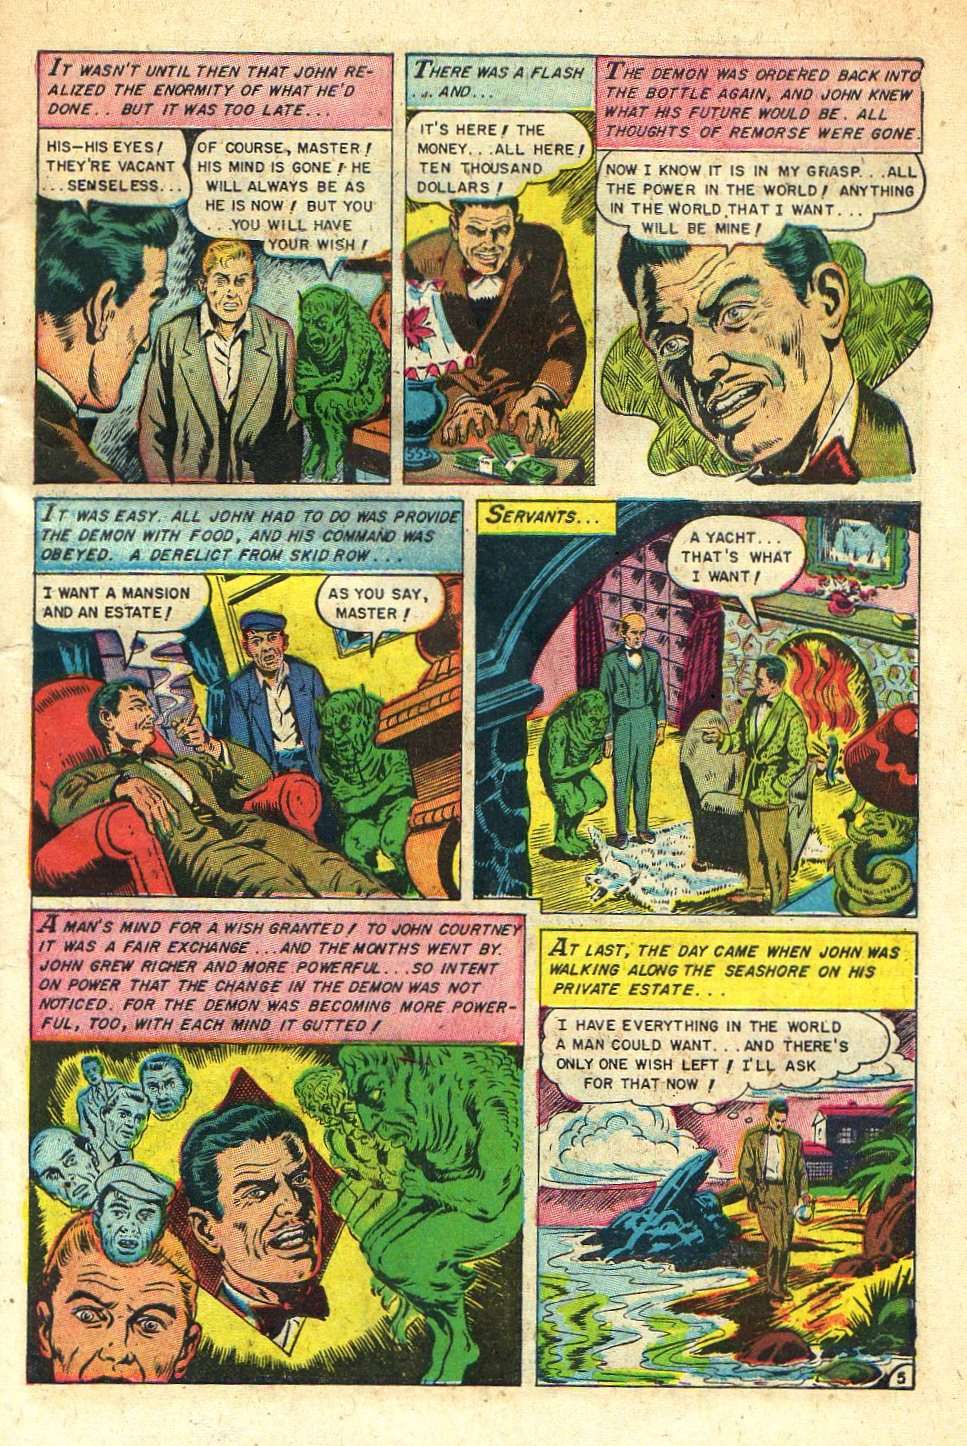 IT WASN'T UNTIL THEN THAT JOHN RE-
ALIZED THE ENORMITY OF WHAT HE'D
DONE.. BUT IT WAS TOO LATE...
HIS-HIS EYES!
THEY'RE VACANT
...SENSELESS...
OF COURSE, MASTER!
HIS MIND IS GONE! HE
WILL ALWAYS BE AS
HE IS NOW! BUT YOU
...YOU WILL HAVE
YOUR WISH!
THERE WAS A FLASH
... AND...
IT'S HERE! THE
MONEY...ALL HERE!
TEN THOUSAND
DOLLARS!
THE DEMON WAS ORDERED BACK INTO
THE BOTTLE AGAIN, AND JOHN KNEW
WHAT HIS FUTURE WOULD BE. ALL
THOUGHTS OF REMORSE WERE GONE.
NOW I KNOW IT IS IN MY GRASP...ALL
THE POWER IN THE WORLD! ANYTHING
IN THE WORLD THAT I WANT...
WILL BE MINE!
IT WAS EASY. ALL JOHN HAD TO DO WAS PROVIDE
THE DEMON WITH FOOD, AND HIS COMMAND WAS
OBEYED. A DERELICT FROM SKID ROW...
I WANT A MANSION
AND AN ESTATE!
AS YOU SAY,
MASTER!
SERVANTS...
A YACHT...
THAT'S WHAT
I WANT!
A MAN'S MIND FOR A WISH GRANTED! TO JOHN COURTNEY
IT WAS A FAIR EXCHANGE...AND THE MONTHS WENT BY.
JOHN GREW RICHER AND MORE POWERFUL...SO INTENT
ON POWER THAT THE CHANGE IN THE DEMON WAS NOT
NOTICED. FOR THE DEMON WAS BECOMING MORE POWER-
FUL, TOO, WITH EACH MIND IT GUTTED!
AT LAST, THE DAY CAME WHEN JOHN WAS
WALKING ALONG THE SEASHORE ON HIS
PRIVATE ESTATE...
I HAVE EVERYTHING IN THE WORLD
A MAN COULD WANT...AND THERE'S
ONLY ONE WISH LEFT! I'LL ASK
FOR THAT NOW!
5